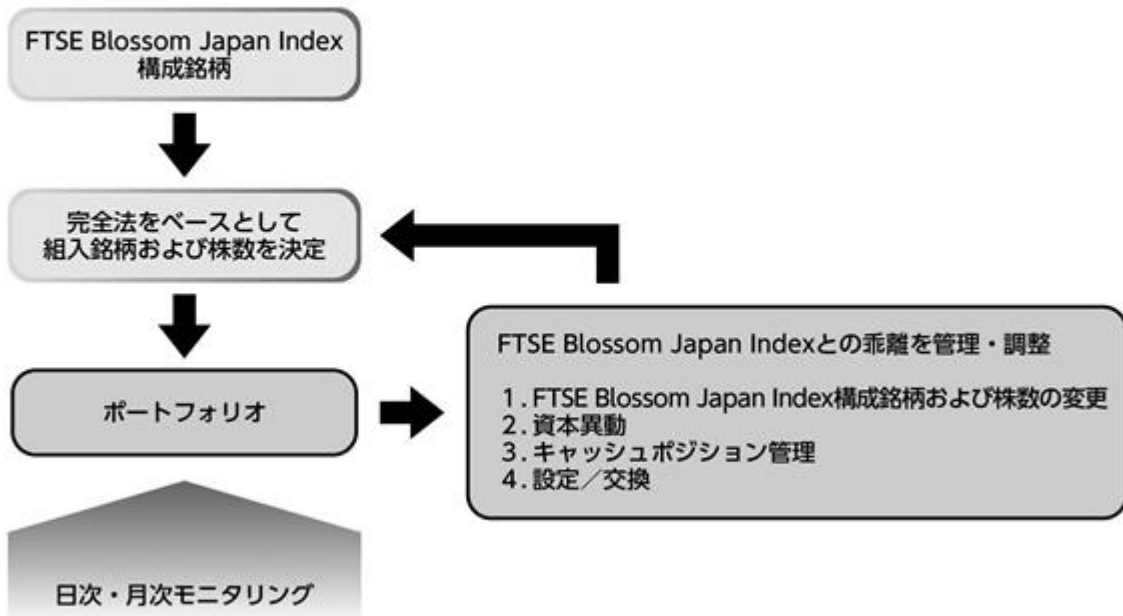 FTSE Blossom Japan Index
構成銘柄
完全法をベースとして
組入銘柄および株数を決定
ポートフォリオ
FTSE Blossom Japan Indexとの乖離を管理・調整
1.FTSE Blossom Japan Index構成銘柄および株数の変更
2.資本異動
3.キャッシュポジション管理
4.設定／交換
日次・月次モニタリング